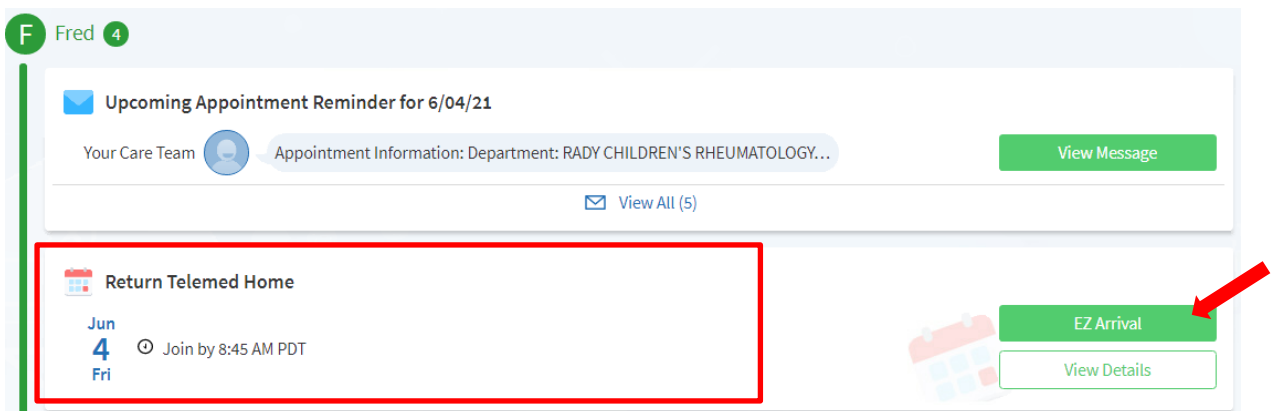 F Fred 4
Upcoming Appointment Reminder for 6/04/21
Your Care Team Appointment Information: Department: RADY CHILDREN'S RHEUMATOLOGY... View Message
View All (5)
Return Telemed Home
Jun
4 Join by 8:45 AM PDT
Fri
EZ Arrival
View Details